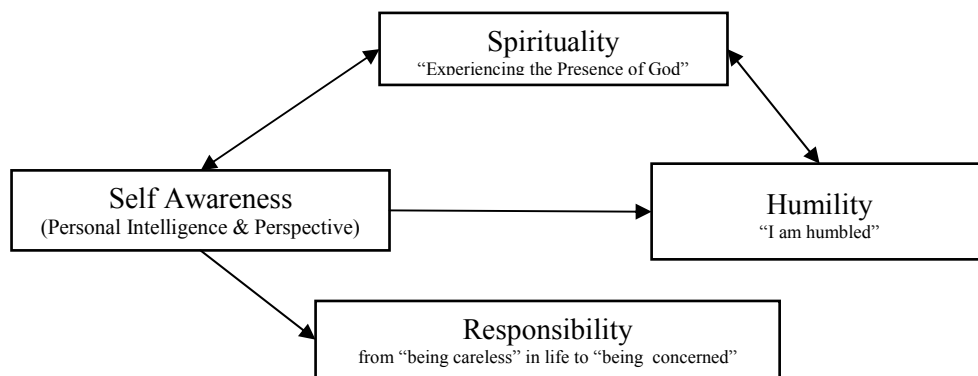 Spirituality
“Experiencing the Presence of God”
Self Awareness
(Personal Intelligence & Perspective)
Humility
“I am humbled”
Responsibility
from “being careless” in life to “being concerned”